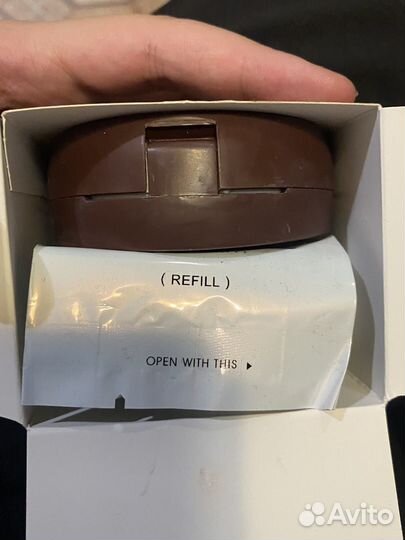 ( REFILL )
OPEN WITH THIS ▶
Avito